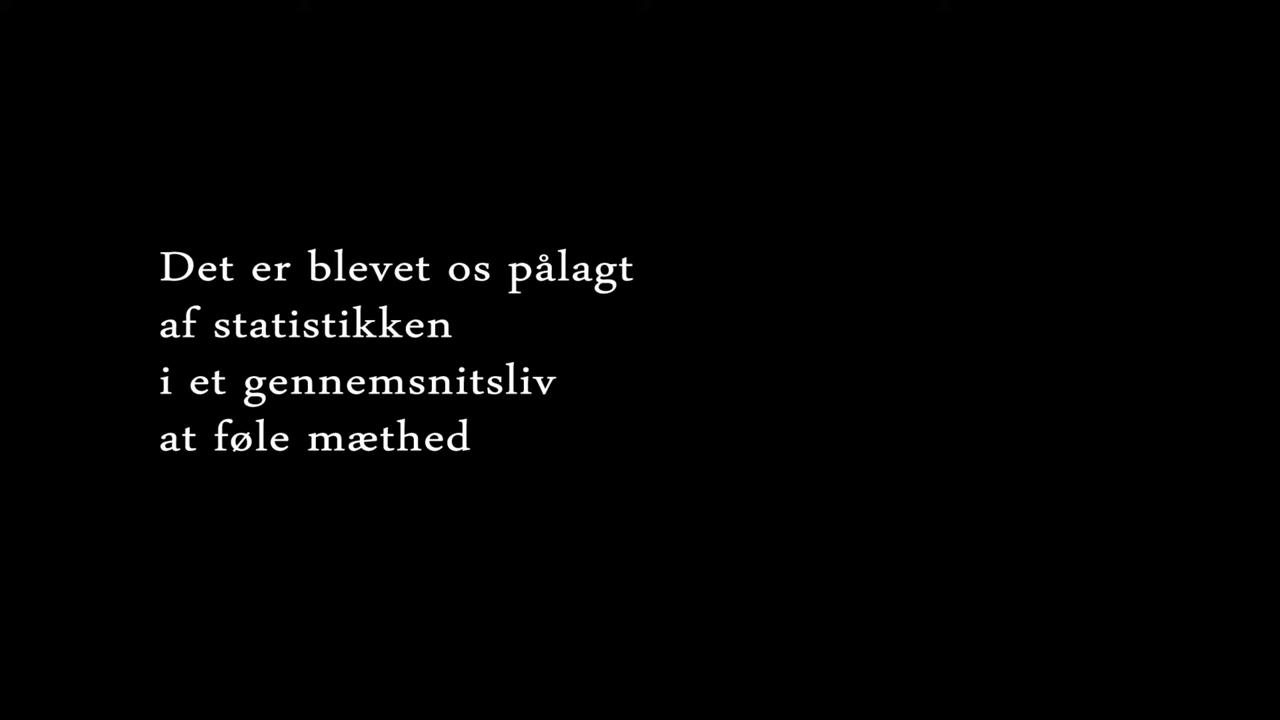 Det er blevet os pålagt
af statistikken
i et gennemsnitsliv
at føle mæthed